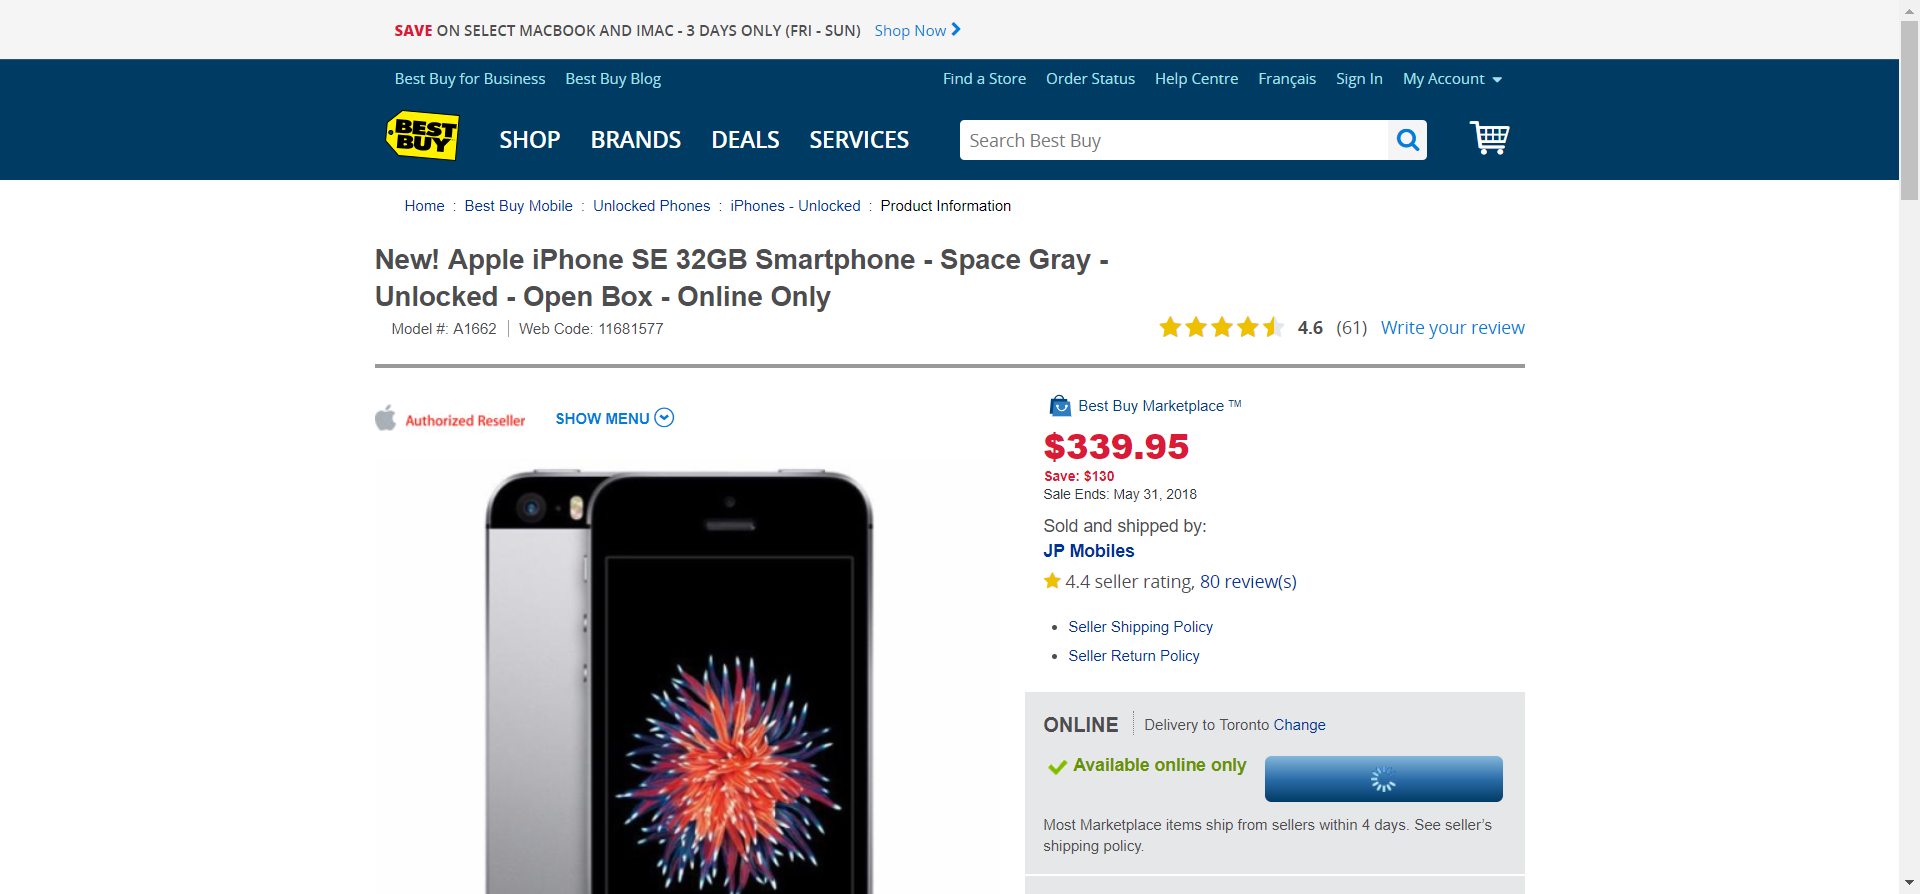 SAVE ON SELECT MACBOOK AND IMAC - 3 DAYS ONLY (FRI - SUN) Shop Now
Best Buy for Business Best Buy Blog Find a Store Order Status Help Centre Français Sign In My Account
BEST BUY
SHOP BRANDS DEALS SERVICES Search Best Buy
Home : Best Buy Mobile : Unlocked Phones : iPhones - Unlocked : Product Information
New! Apple iPhone SE 32GB Smartphone - Space Gray -
Unlocked - Open Box - Online Only
Model #: A1662 Web Code: 11681577
4.6 (61) Write your review
Authorized Reseller SHOW MENU
Best Buy Marketplace TM
$339.95
Save: $130
Sale Ends: May 31, 2018
Sold and shipped by:
JP Mobiles
4.4 seller rating, 80 review(s)
• Seller Shipping Policy
• Seller Return Policy
ONLINE Delivery to Toronto Change
Available online only
Most Marketplace items ship from sellers within 4 days. See seller's
shipping policy.